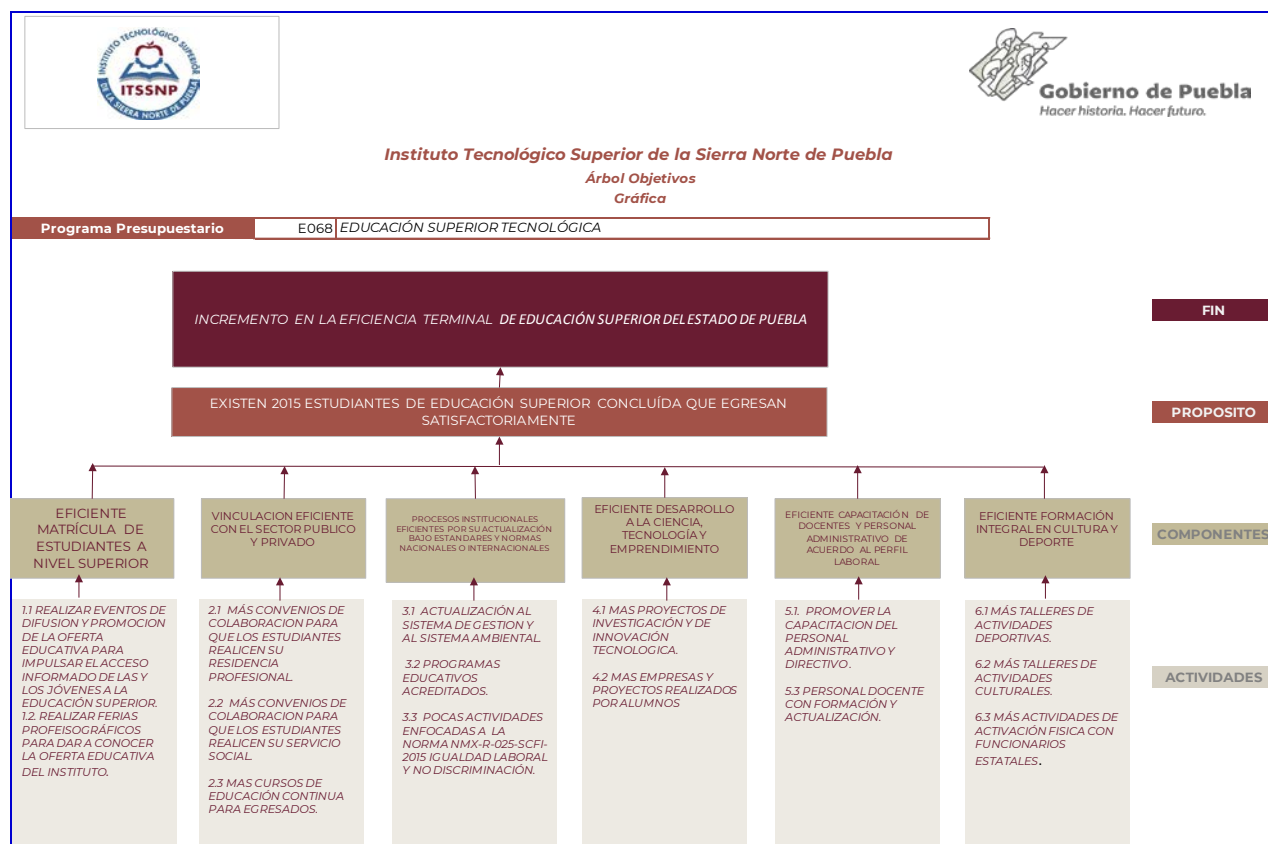 INSTITUTO TECNOLÓGICO SUPERIOR
ITSSNP
DE LA SIERRA NORTE DE PUEBLA
Gobierno de Puebla
Hacer historia. Hacer futuro.
Instituto Tecnológico Superior de la Sierra Norte de Puebla
Árbol Objetivos
Gráfica
Programa Presupuestario E068 EDUCACIÓN SUPERIOR TECNOLÓGICA
INCREMENTO EN LA EFICIENCIA TERMINAL DE EDUCACIÓN SUPERIOR DEL ESTADO DE PUEBLA
FIN
EXISTEN 2015 ESTUDIANTES DE EDUCACIÓN SUPERIOR CONCLUÍDA QUE EGRESAN
SATISFACTORIAMENTE
PROPOSITO
EFICIENTE
MATRÍCULA DE
ESTUDIANTES A
NIVEL SUPERIOR
VINCULACION EFICIENTE
CON EL SECTOR PUBLICO
Y PRIVADO
PROCESOS INSTITUCIONALES
EFICIENTES POR SU ACTUALIZACIÓN
BAJO ESTANDARES Y NORMAS
NACIONALES O INTERNACIONALES
EFICIENTE DESARROLLO
A LA CIENCIA,
TECNOLOGÍA Y
EMPRENDIMIENTO
EFICIENTE CAPACITACIÓN DE
DOCENTES Y PERSONAL
ADMINISTRATIVO DE
ACUERDO AL PERFIL
LABORAL
EFICIENTE FORMACIÓN
INTEGRAL EN CULTURA Y
DEPORTE
COMPONENTES
1.1 REALIZAR EVENTOS DE
DIFUSION Y PROMOCION
DE LA OFERTA
EDUCATIVA PARA
IMPULSAR EL ACCESO
INFORMADO DE LAS Y
LOS JÓVENES A LA
EDUCACIÓN SUPERIOR.
1.2. REALIZAR FERIAS
PROFEISOGRÁFICOS
PARA DAR A CONOCER
LA OFERTA EDUCATIVA
DEL INSTITUTO.
2.1 MÁS CONVENIOS DE
COLABORACION PARA
QUE LOS ESTUDIANTES
REALICEN SU
RESIDENCIA
PROFESIONAL.
2.2 MÁS CONVENIOS DE
COLABORACION PARA
QUE LOS ESTUDIANTES
REALICEN SU SERVICIO
SOCIAL.
2.3 MAS CURSOS DE
EDUCACIÓN CONTINUA
PARA EGRESADOS.
3.1 ACTUALIZACIÓN AL
SISTEMA DE GESTION Y
AL SISTEMA AMBIENTAL.
3.2 PROGRAMAS
EDUCATIVOS
ACREDITADOS.
3.3 POCAS ACTIVIDADES
ENFOCADAS A LA
NORMA NMX-R-025-SCFI-
2015 IGUALDAD LABORAL
Y NO DISCRIMINACIÓN.
4.1 MAS PROYECTOS DE
INVESTIGACIÓN Y DE
INNOVACIÓN
TECNOLOGICA.
4.2 MAS EMPRESAS Y
PROYECTOS REALIZADOS
POR ALUMNOS
5.1. PROMOVER LA
CAPACITACION DEL
PERSONAL
ADMINISTRATIVO Y
DIRECTIVO.
5.3 PERSONAL DOCENTE
CON FORMACIÓN Y
ACTUALIZACIÓN.
6.1 MÁS TALLERES DE
ACTIVIDADES
DEPORTIVAS.
6.2 MÁS TALLERES DE
ACTIVIDADES
CULTURALES.
6.3 MÁS ACTIVIDADES DE
ACTIVACIÓN FISICA CON
FUNCIONARIOS
ESTATALES.
ACTIVIDADES